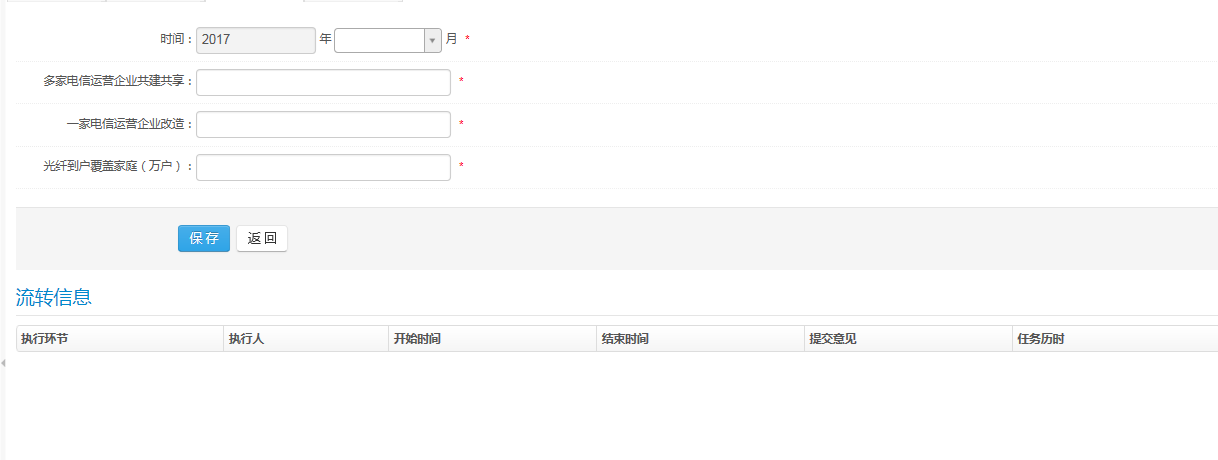 时间： 2017 年 月 *
多家电信运营企业共建共享： *
一家电信运营企业改造： *
光纤到户覆盖家庭（万户）： *
保存 返回
流转信息
执行环节 执行人 开始时间 结束时间 提交意见 任务历时